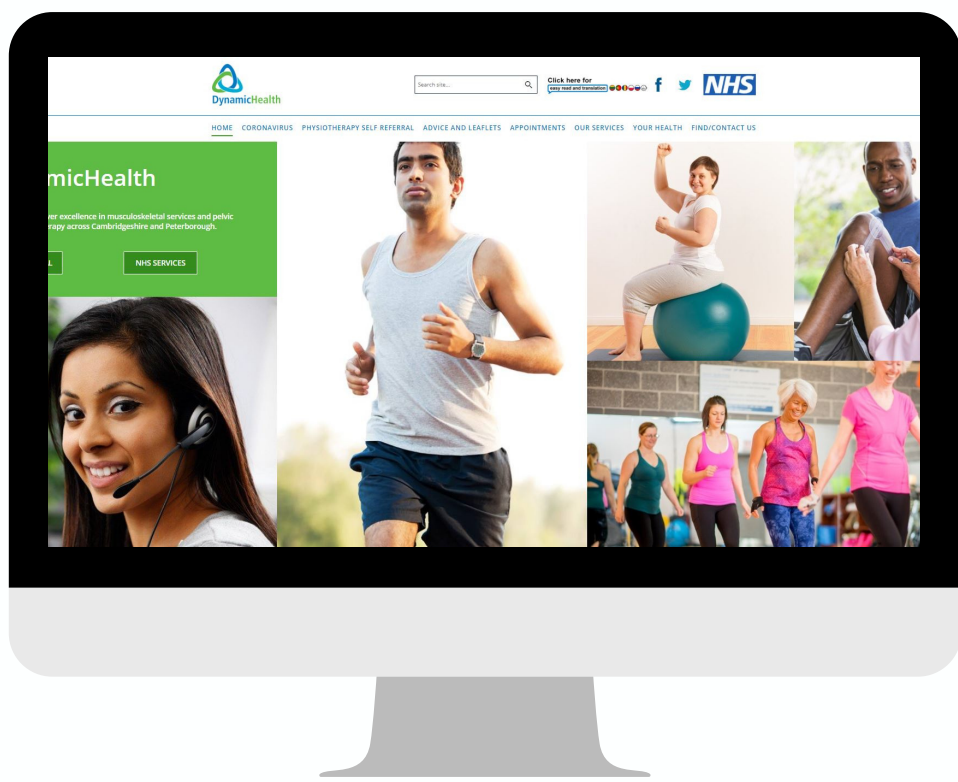 DynamicHealth
Search site...
Click here for
easy read and translation
NHS
HOME CORONAVIRUS PHYSIOTHERAPY SELF REFERRAL ADVICE AND LEAFLETS APPOINTMENTS OUR SERVICES YOUR HEALTH FIND/CONTACT US
micHealth
ver excellence in musculoskeletal services and pelvic
erapy across Cambridgeshire and Peterborough.
NHS SERVICES